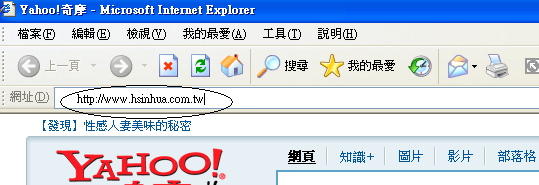 Yahoo!奇摩 - Microsoft Internet Explorer
檔案(F) 編輯(E) 檢視(V) 我的最愛(A) 工具(T) 說明(H)
上一頁 搜尋 我的最愛
網址(D) http://www.hsinhua.com.tw
【發現】性感人妻美味的秘密
YAHOO!
網頁 知識+ 圖片 影片 部落格